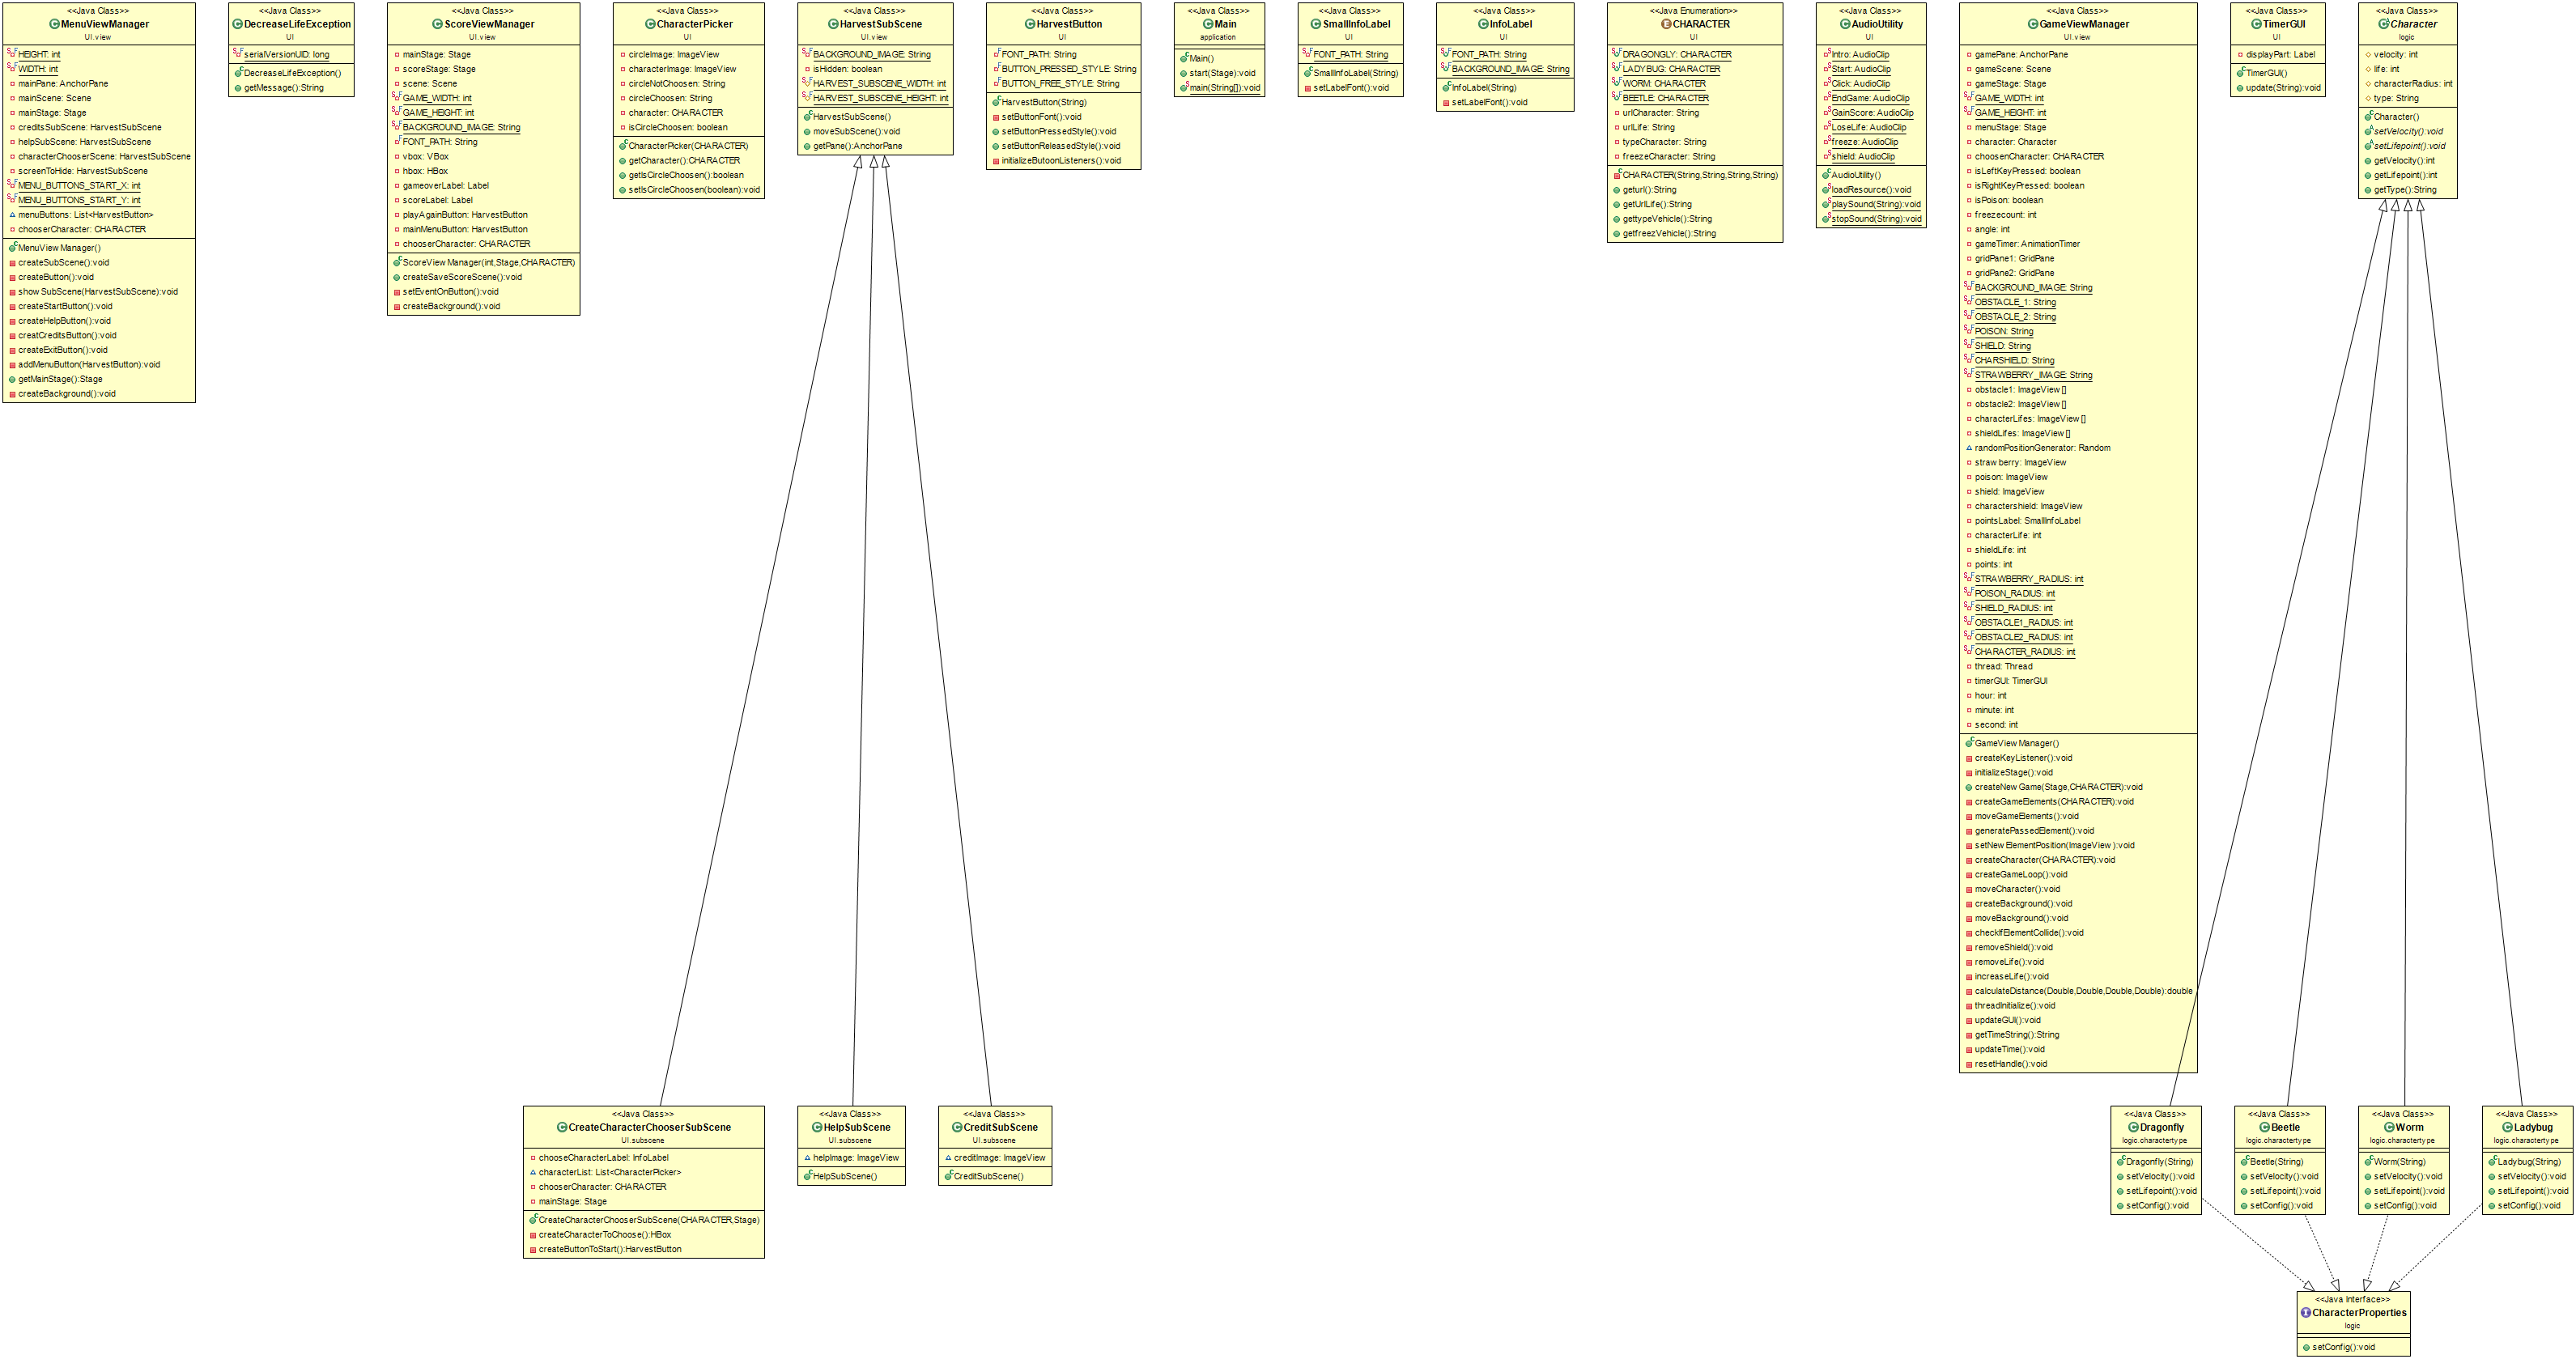 <<Java Class>>
MenuViewManager
UI.view
HEIGHT: int
WIDTH: int
mainPane: AnchorPane
mainScene: Scene
mainStage: Stage
creditsSubScene: HarvestSubScene
helpSubScene: HarvestSubScene
characterChooserScene: HarvestSubScene
screenToHide: HarvestSubScene
MENU_BUTTONS_START_X: int
MENU_BUTTONS_START_Y: int
menuButtons: List<HarvestButton>
chooserCharacter: CHARACTER
MenuViewManager()
createSubScene():void
createButton():void
showSubScene(HarvestSubScene):void
createStartButton():void
createHelpButton():void
creatCreditsButton():void
createExitButton():void
addMenuButton(HarvestButton):void
getMainStage():Stage
createBackground():void
<<Java Class>>
DecreaseLifeException
UI
serialVersionUID: long
DecreaseLifeException()
getMessage():String
<<Java Class>>
ScoreViewManager
UI.view
mainStage: Stage
scoreStage: Stage
scene: Scene
GAME_WIDTH: int
GAME_HEIGHT: int
BACKGROUND_IMAGE: String
FONT_PATH: String
vbox: VBox
hbox: HBox
gameoverLabel: Label
scoreLabel: Label
playAgainButton: HarvestButton
mainMenuButton: HarvestButton
chooserCharacter: CHARACTER
ScoreViewManager(int,Stage,CHARACTER)
createSaveScoreScene():void
setEventOnButton():void
createBackground():void
<<Java Class>>
CharacterPicker
UI
circleImage: ImageView
characterImage: ImageView
circleNotChoosen: String
circleChoosen: String
character: CHARACTER
isCircleChoosen: boolean
CharacterPicker(CHARACTER)
getCharacter():CHARACTER
getIsCircleChoosen():boolean
setIsCircleChoosen(boolean):void
<<Java Class>>
HarvestSubScene
UI.view
BACKGROUND_IMAGE: String
isHidden: boolean
HARVEST_SUBSCENE_WIDTH: int
HARVEST_SUBSCENE_HEIGHT: int
HarvestSubScene()
moveSubScene():void
getPane():AnchorPane
<<Java Class>>
HarvestButton
UI
FONT_PATH: String
BUTTON_PRESSED_STYLE: String
BUTTON_FREE_STYLE: String
HarvestButton(String)
setButtonFont():void
setButtonPressedStyle():void
setButtonReleasedStyle():void
initializeButoonListeners():void
<<Java Class>>
Main
application
Main()
start(Stage):void
main(String[]):void
<<Java Class>>
SmallInfoLabel
UI
FONT_PATH: String
SmallInfoLabel(String)
setLabelFont():void
<<Java Class>>
InfoLabel
UI
FONT_PATH: String
BACKGROUND_IMAGE: String
InfoLabel(String)
setLabelFont():void
<<Java Enumeration>>
CHARACTER
UI
DRAGONGLY: CHARACTER
LADYBUG: CHARACTER
WORM: CHARACTER
BEETLE: CHARACTER
urlCharacter: String
urlLife: String
typeCharacter: String
freezeCharacter: String
CHARACTER(String,String,String,String)
geturl():String
getUrlLife():String
gettypeVehicle():String
getfreezVehicle():String
<<Java Class>>
AudioUtility
UI
Intro: AudioClip
Start: AudioClip
Click: AudioClip
EndGame: AudioClip
GainScore: AudioClip
LoseLife: AudioClip
freeze: AudioClip
shield: AudioClip
AudioUtility()
loadResource():void
playSound(String):void
stopSound(String):void
<<Java Class>>
GameViewManager
UI.view
gamePane: AnchorPane
gameScene: Scene
gameStage: Stage
GAME_WIDTH: int
GAME_HEIGHT: int
menuStage: Stage
character: Character
choosenCharacter: CHARACTER
isLeftKeyPressed: boolean
isRightKeyPressed: boolean
isPoison: boolean
freezecount: int
angle: int
gameTimer: AnimationTimer
gridPane1: GridPane
gridPane2: GridPane
BACKGROUND_IMAGE: String
OBSTACLE_1: String
OBSTACLE_2: String
POISON: String
SHIELD: String
CHARSHIELD: String
STRAWBERRY_IMAGE: String
obstacle1: ImageView[]
obstacle2: ImageView[]
characterLifes: ImageView[]
shieldLifes: ImageView[]
randomPositionGenerator: Random
strawberry: ImageView
poison: ImageView
shield: ImageView
charactershield: ImageView
pointsLabel: SmallInfoLabel
characterLife: int
shieldLife: int
points: int
STRAWBERRY_RADIUS: int
POISON_RADIUS: int
SHIELD_RADIUS: int
OBSTACLE1_RADIUS: int
OBSTACLE2_RADIUS: int
CHARACTER_RADIUS: int
thread: Thread
timerGUI: TimerGUI
hour: int
minute: int
second: int
GameViewManager()
createKeyListener():void
initializeStage():void
createNewGame(Stage,CHARACTER):void
createGameElements(CHARACTER):void
moveGameElements():void
generatePassedElement():void
setNewElementPosition(ImageView):void
createCharacter(CHARACTER):void
createGameLoop():void
moveCharacter():void
createBackground():void
moveBackground():void
checkIfElementCollide():void
removeShield():void
removeLife():void
increaseLife():void
calculateDistance(Double,Double,Double,Double):double
threadInitialize():void
updateGUI():void
getTimeString():String
updateTime():void
resetHandle():void
<<Java Class>>
TimerGUI
UI
displayPart: Label
TimerGUI()
update(String):void
<<Java Class>>
Character
logic
velocity: int
life: int
characterRadius: int
type: String
Character()
setVelocity():void
setLifepoint():void
getVelocity():int
getLifepoint():int
getType():String
<<Java Class>>
CreateCharacterChooserSubScene
UI.subscene
chooseCharacterLabel: InfoLabel
characterList: List<CharacterPicker>
chooserCharacter: CHARACTER
mainStage: Stage
CreateCharacterChooserSubScene(CHARACTER,Stage)
createCharacterToChoose():HBox
createButtonToStart():HarvestButton
<<Java Class>>
HelpSubScene
UI.subscene
helpImage: ImageView
HelpSubScene()
<<Java Class>>
CreditSubScene
UI.subscene
creditImage: ImageView
CreditSubScene()
<<Java Class>>
Dragonfly
logic.charactertype
Dragonfly(String)
setVelocity():void
setLifepoint():void
setConfig():void
<<Java Class>>
Beetle
logic.charactertype
Beetle(String)
setVelocity():void
setLifepoint():void
setConfig():void
<<Java Class>>
Worm
logic.charactertype
Worm(String)
setVelocity():void
setLifepoint():void
setConfig():void
<<Java Class>>
Ladybug
logic.charactertype
Ladybug(String)
setVelocity():void
setLifepoint():void
setConfig():void
<<Java Interface>>
CharacterProperties
logic
setConfig():void